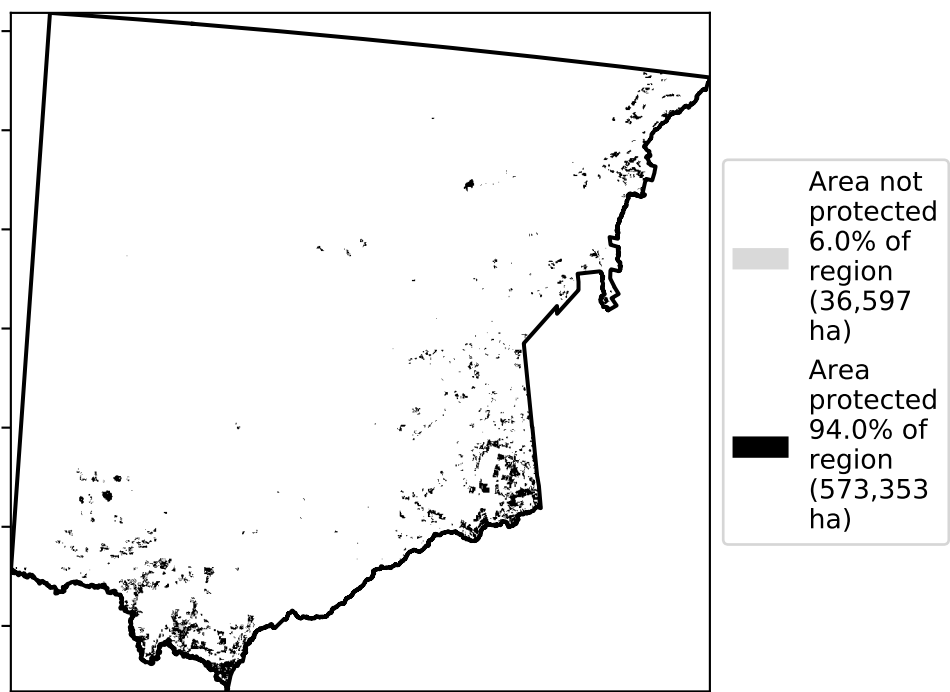 Area not
protected
6.0% of
region
(36,597
ha)
Area
protected
94.0% of
region
(573,353
ha)